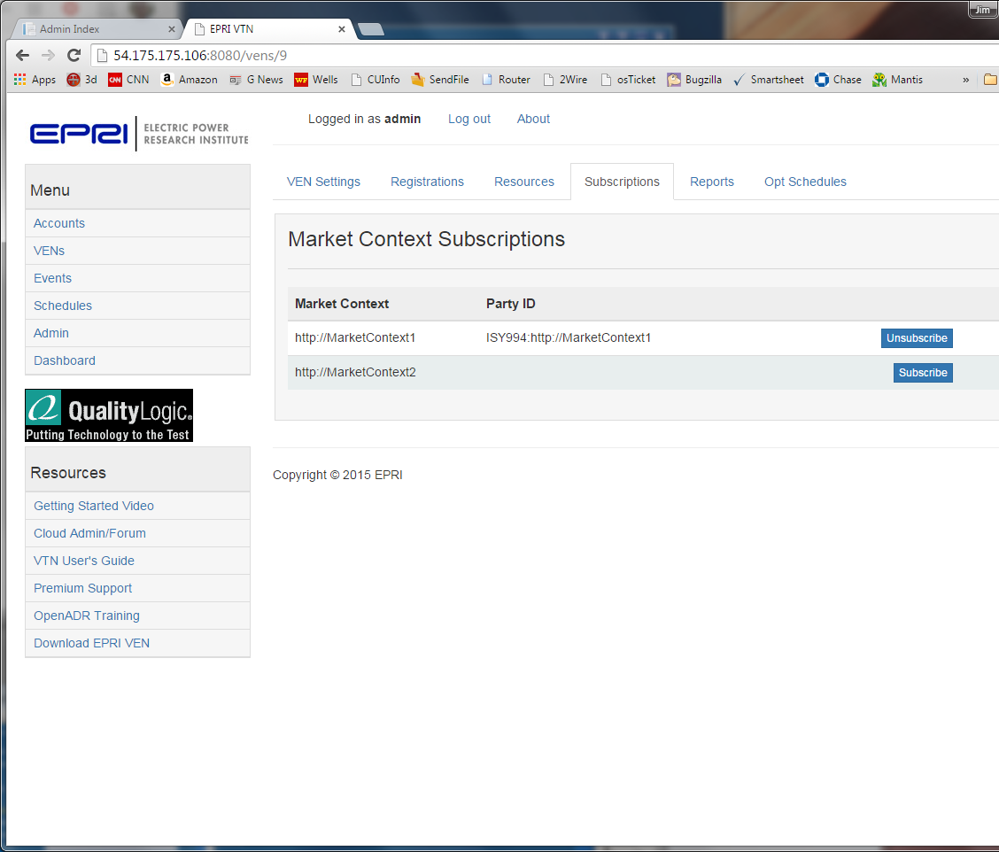 Jim
Admin Index
EPRI VTN
54.175.175.106:8080/vens/9
Apps 3d CNN CNN Amazon G News WF Wells CUInfo SendFile Router 2Wire osTicket Bugzilla Smartsheet Chase Mantis »
EPRI
ELECTRIC POWER
RESEARCH INSTITUTE
Logged in as admin Log out About
Menu
Accounts
VENs
Events
Schedules
Admin
Dashboard
QualityLogic®
Putting Technology to the Test
Resources
Getting Started Video
Cloud Admin/Forum
VTN User's Guide
Premium Support
OpenADR Training
Download EPRI VEN
VEN Settings Registrations Resources Subscriptions Reports Opt Schedules
Market Context Subscriptions
Market Context Party ID
http://MarketContext1 ISY994:http://MarketContext1 Unsubscribe
http://MarketContext2 Subscribe
Copyright © 2015 EPRI